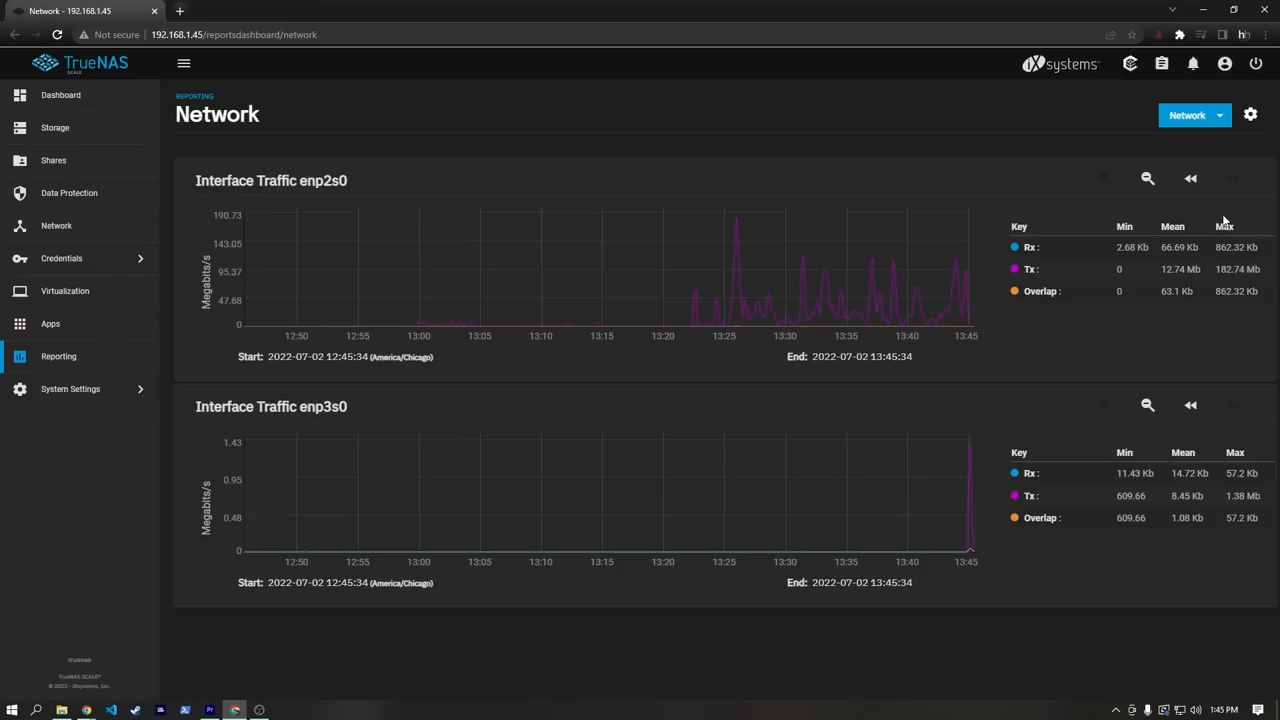 Network - 192.168.1.45
Not secure | 192.168.1.45/reportsdashboard/network
TrueNAS
SCALE
iXsystems
Dashboard
Storage
Shares
Data Protection
Network
Credentials
Virtualization
Apps
Reporting
System Settings
truenas
TrueNAS SCALE®
© 2022 - iXsystems, Inc.
REPORTING
Network
Network
Interface Traffic enp2s0
Megabits/s
190.73
143.05
95.37
47.68
0
12:50 12:55 13:00 13:05 13:10 13:15 13:20 13:25 13:30 13:35 13:40 13:45
Start: 2022-07-02 12:45:34 (America/Chicago) End: 2022-07-02 13:45:34
Key Min Mean Max
Rx : 2.68 Kb 66.69 Kb 862.32 Kb
Tx : 0 12.74 Mb 182.74 Mb
Overlap : 0 63.1 Kb 862.32 Kb
Interface Traffic enp3s0
Megabits/s
1.43
0.95
0.48
0
12:50 12:55 13:00 13:05 13:10 13:15 13:20 13:25 13:30 13:35 13:40 13:45
Start: 2022-07-02 12:45:34 (America/Chicago) End: 2022-07-02 13:45:34
Key Min Mean Max
Rx : 11.43 Kb 14.72 Kb 57.2 Kb
Tx : 609.66 8.45 Kb 1.38 Mb
Overlap : 609.66 1.08 Kb 57.2 Kb
Pr
1:45 PM